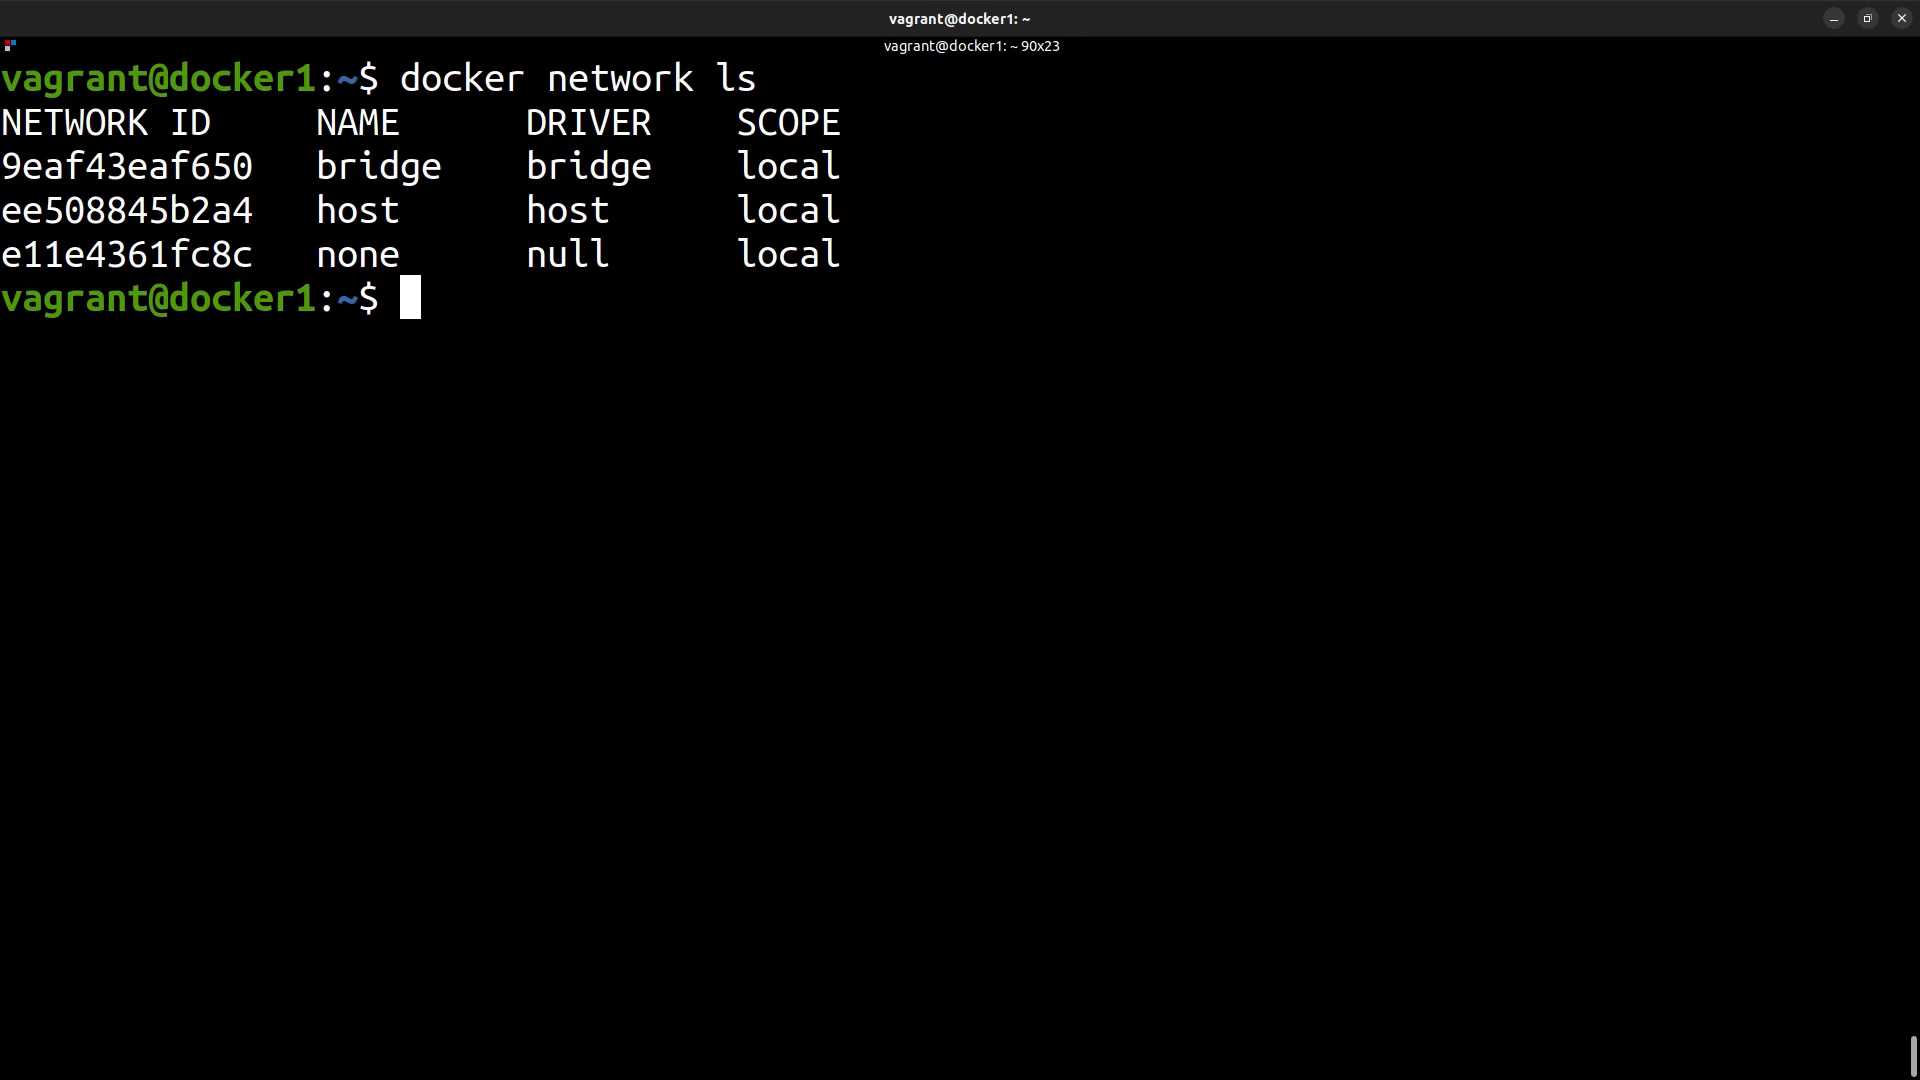 vagrant@docker1: ~
vagrant@docker1: ~ 90x23
vagrant@docker1:~$ docker network ls
NETWORK ID     NAME      DRIVER    SCOPE
9eaf43eaf650   bridge    bridge    local
ee508845b2a4   host      host      local
e11e4361fc8c   none      null      local
vagrant@docker1:~$